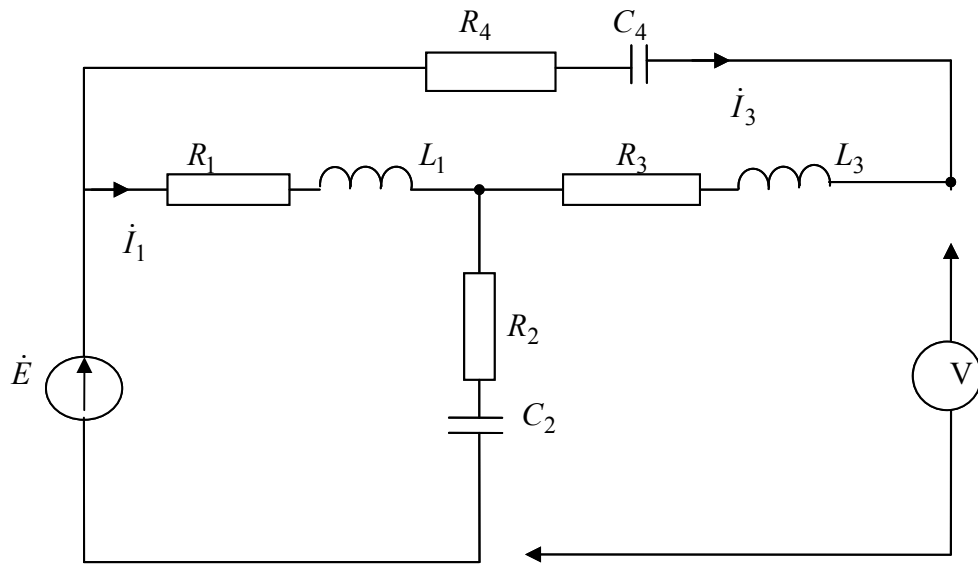 R₄ C₄
İ₃
R₁ L₁ R₃ L₃
İ₁
R₂
Ė V
C₂